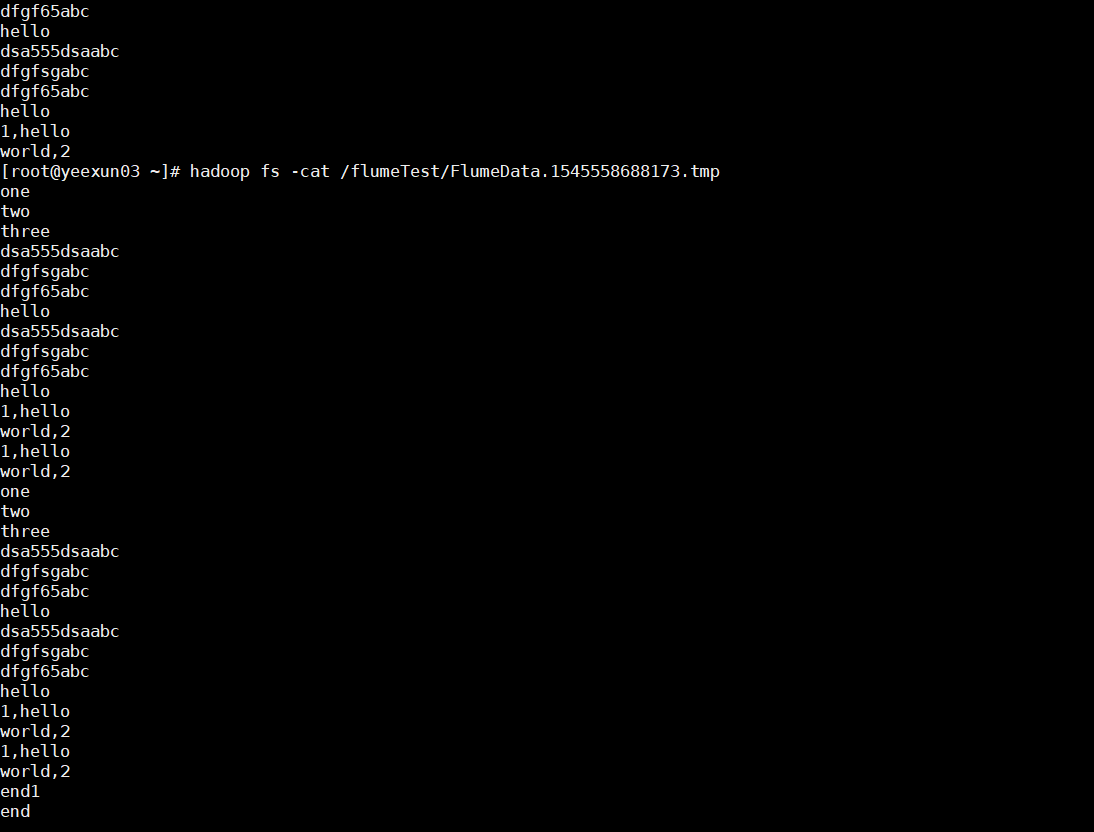 dfgf65abc
hello
dsa555dsaabc
dfgfsgabc
dfgf65abc
hello
1,hello
world,2
[root@yeexun03 ~]# hadoop fs -cat /flumeTest/FlumeData.1545558688173.tmp
one
two
three
dsa555dsaabc
dfgfsgabc
dfgf65abc
hello
dsa555dsaabc
dfgfsgabc
dfgf65abc
hello
1,hello
world,2
1,hello
world,2
one
two
three
dsa555dsaabc
dfgfsgabc
dfgf65abc
hello
dsa555dsaabc
dfgfsgabc
dfgf65abc
hello
1,hello
world,2
1,hello
world,2
end1
end